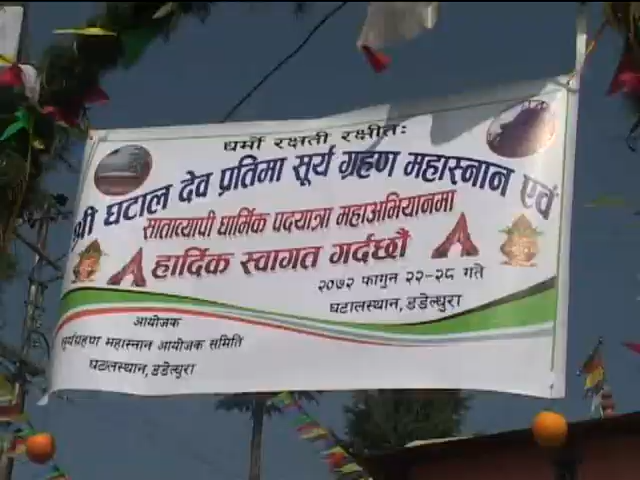 धर्मो रक्षती रक्षीतः
श्री घटाल देव प्रतिमा सूर्य ग्रहण महास्नान एवं
साताव्यापी धार्मिक पदयात्रा महाअभियानमा
हार्दिक स्वागत गर्दछौं
२०७२ फागुन २२-२८ गते
घटालस्थान, डडेल्धुरा
आयोजक
सूर्यग्रहण महास्नान आयोजक समिति
घटालस्थान, डडेल्धुरा